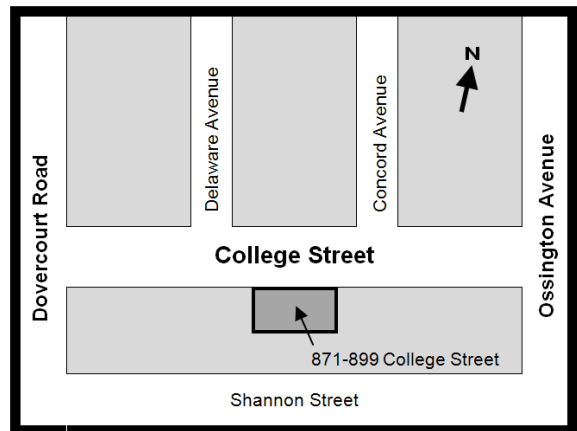 N
Delaware Avenue
Concord Avenue
Dovercourt Road
Ossington Avenue
College Street
871-899 College Street
Shannon Street